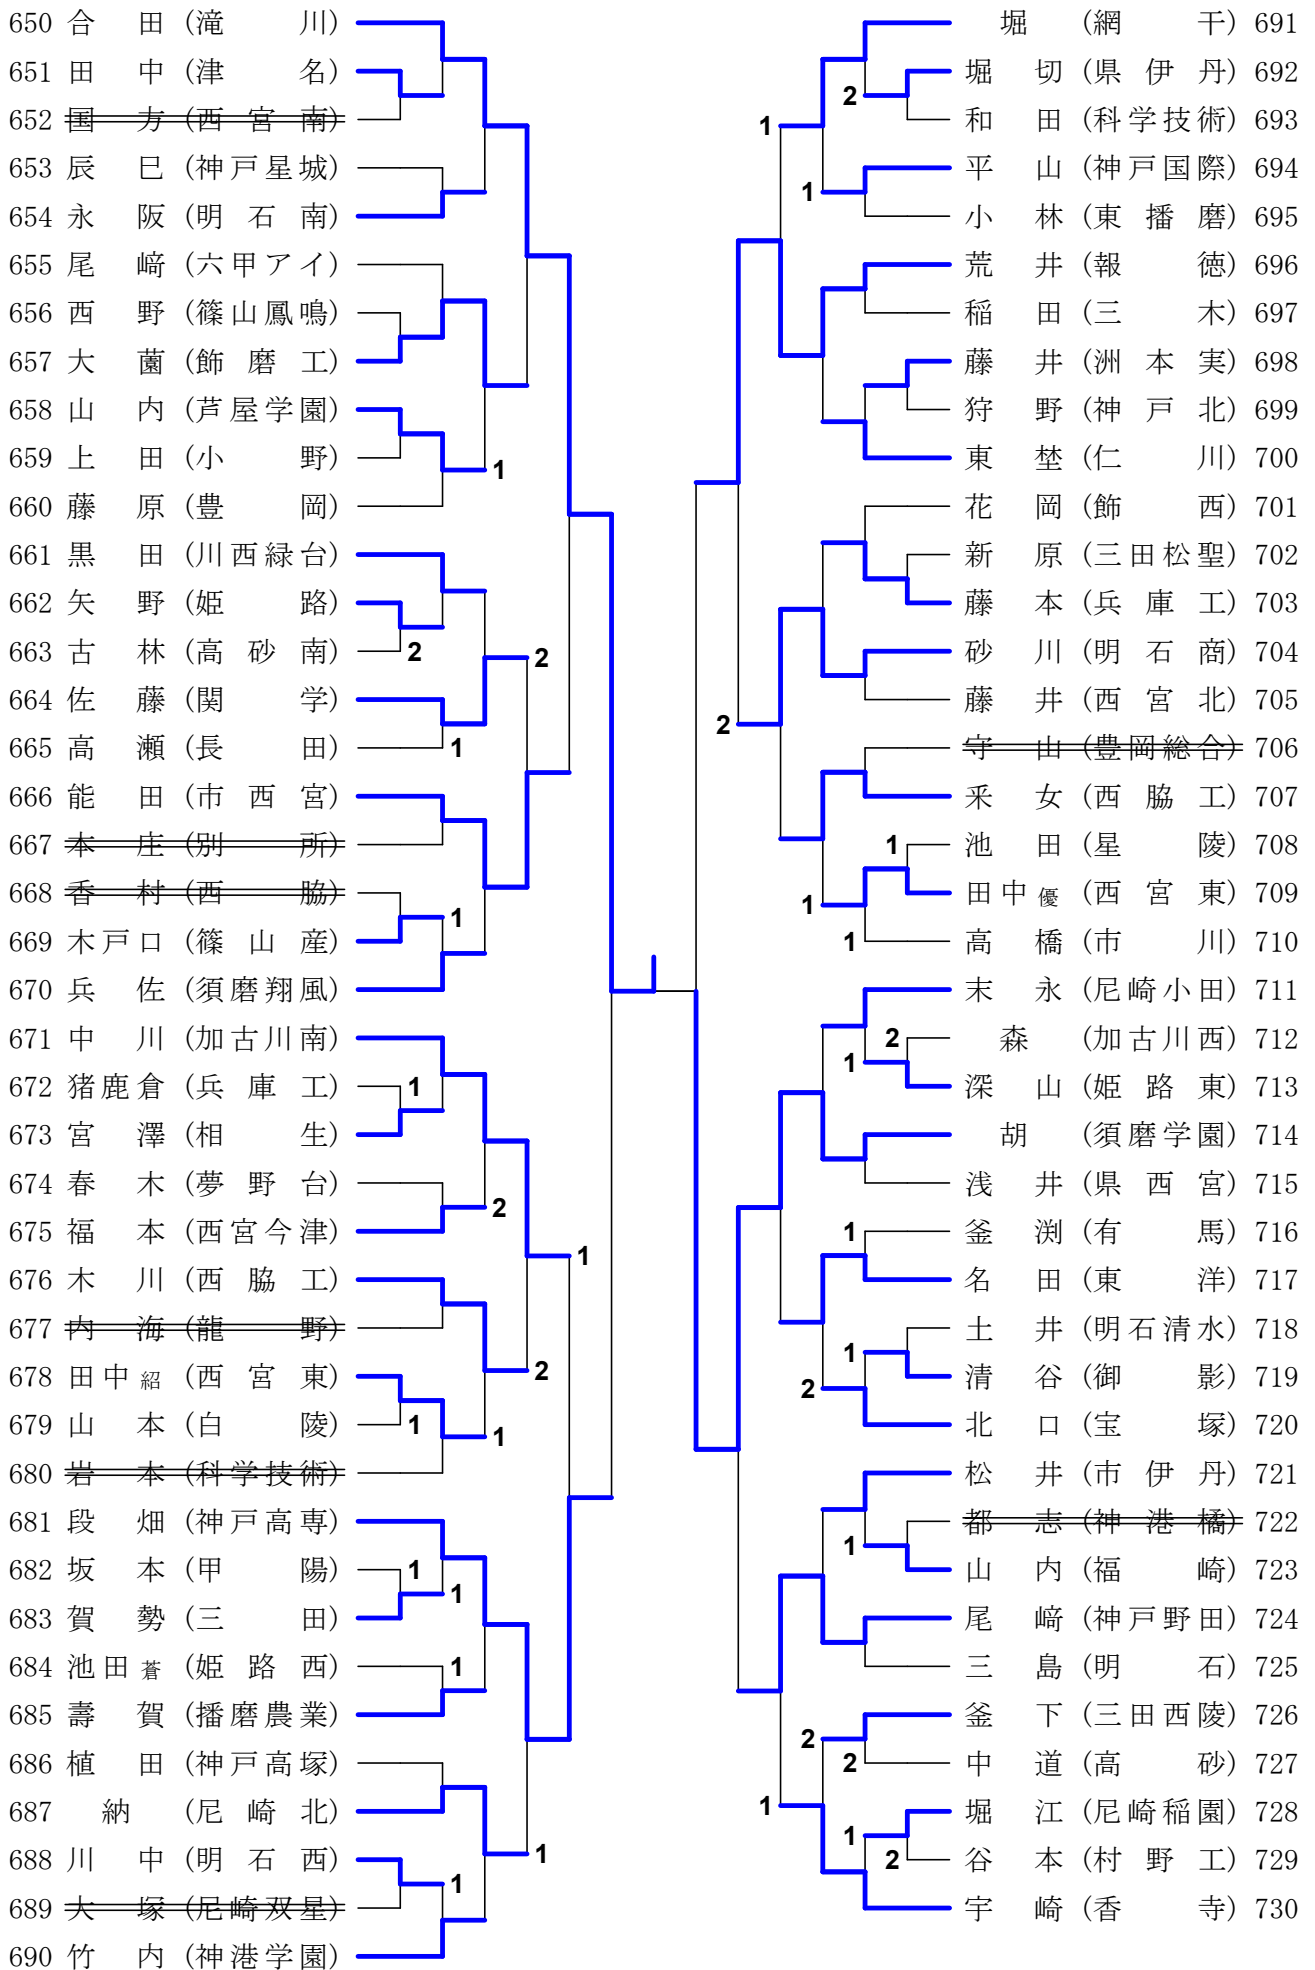 650 合田 (滝川)
651 田中 (津名)
652 国方 (西宮南)
653 辰巳 (神戸星城)
654 永阪 (明石南)
655 尾﨑 (六甲アイ)
656 西野 (篠山鳳鳴)
657 大薗 (飾磨工)
658 山内 (芦屋学園)
659 上田 (小野)
1
660 藤原 (豊岡)
661 黒田 (川西緑台)
662 矢野 (姫路)
663 古林 (高砂南)
2
2
664 佐藤 (関学)
665 高瀬 (長田)
1
666 能田 (市西宮)
667 本庄 (別所)
668 香村 (西脇)
1
669 木戸口 (篠山産)
670 兵佐 (須磨翔風)
671 中川 (加古川南)
672 猪鹿倉 (兵庫工)
1
673 宮澤 (相生)
674 春木 (夢野台)
2
675 福本 (西宮今津)
1
676 木川 (西脇工)
677 内海 (龍野)
2
678 田中紹 (西宮東)
679 山本 (白陵)
1
1
680 岩本 (科学技術)
681 段畑 (神戸高専)
682 坂本 (甲陽)
1
1
683 賀勢 (三田)
684 池田蒼 (姫路西)
1
685 壽賀 (播磨農業)
686 植田 (神戸高塚)
687 納 (尼崎北)
1
688 川中 (明石西)
1
689 大塚 (尼崎双星)
690 竹内 (神港学園)
堀 (網干) 691
堀切 (県伊丹) 692
2
和田 (科学技術) 693
1
平山 (神戸国際) 694
1
小林 (東播磨) 695
荒井 (報徳) 696
稲田 (三木) 697
藤井 (洲本実) 698
狩野 (神戸北) 699
東埜 (仁川) 700
花岡 (飾西) 701
新原 (三田松聖) 702
藤本 (兵庫工) 703
砂川 (明石商) 704
藤井 (西宮北) 705
2
守山 (豊岡総合) 706
釆女 (西脇工) 707
1
池田 (星陵) 708
田中優 (西宮東) 709
1
1
高橋 (市川) 710
末永 (尼崎小田) 711
2
森 (加古川西) 712
1
深山 (姫路東) 713
胡 (須磨学園) 714
浅井 (県西宮) 715
1
釜渕 (有馬) 716
名田 (東洋) 717
土井 (明石清水) 718
1
清谷 (御影) 719
2
北口 (宝塚) 720
松井 (市伊丹) 721
都志 (神港橘) 722
1
山内 (福崎) 723
尾﨑 (神戸野田) 724
三島 (明石) 725
釜下 (三田西陵) 726
2
2
中道 (高砂) 727
1
堀江 (尼崎稲園) 728
1
2
谷本 (村野工) 729
宇崎 (香寺) 730